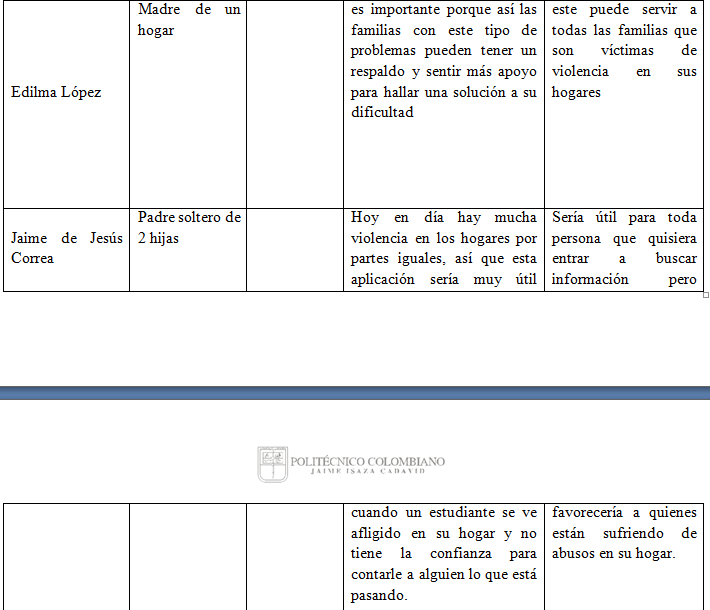 Edilma López
Madre de un
hogar
es importante porque así las
familias con este tipo de
problemas pueden tener un
respaldo y sentir más apoyo
para hallar una solución a su
dificultad
este puede servir a
todas las familias que
son víctimas de
violencia en sus
hogares
Jaime de Jesús
Correa
Padre soltero de
2 hijas
Hoy en día hay mucha
violencia en los hogares por
partes iguales, así que esta
aplicación sería muy útil
Sería útil para toda
persona que quisiera
entrar a buscar
información pero
POLITÉCNICO COLOMBIANO
JAIME ISAZA CADAVID
cuando un estudiante se ve
afligido en su hogar y no
tiene la confianza para
contarle a alguien lo que está
pasando.
favorecería a quienes
están sufriendo de
abusos en su hogar.